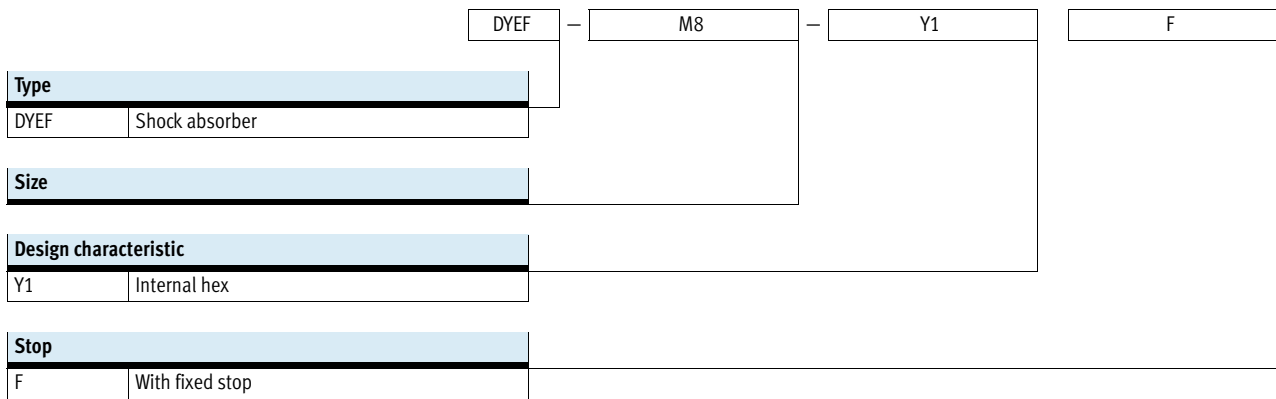 DYEF – M8 – Y1 F
Type
DYEF Shock absorber
Size
Design characteristic
Y1 Internal hex
Stop
F With fixed stop